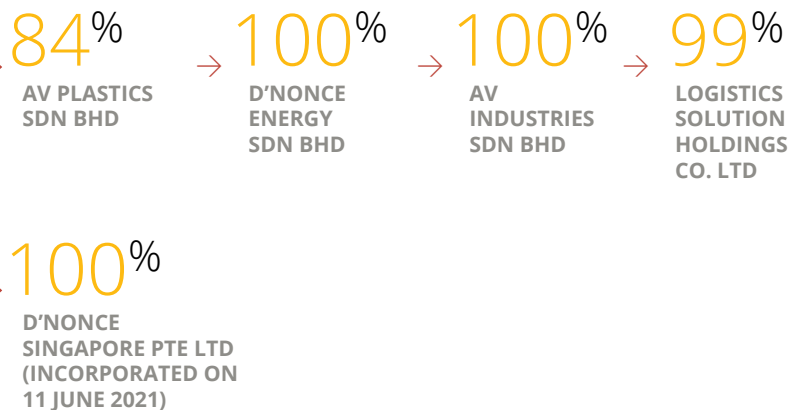 84%
AV PLASTICS
SDN BHD
100%
D’NONCE
ENERGY
SDN BHD
100%
AV
INDUSTRIES
SDN BHD
99%
LOGISTICS
SOLUTION
HOLDINGS
CO. LTD
100%
D’NONCE
SINGAPORE PTE LTD
(INCORPORATED ON
11 JUNE 2021)